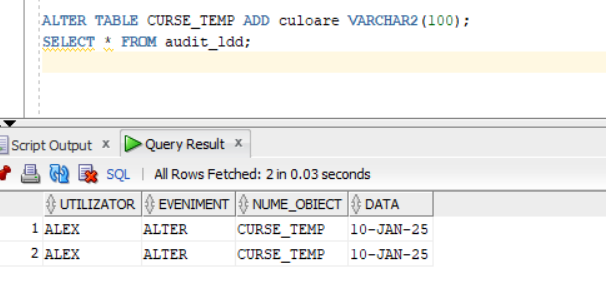 ALTER TABLE CURSE_TEMP ADD culoare VARCHAR2(100);
SELECT * FROM audit_ldd;
Script Output x Query Result x
SQL | All Rows Fetched: 2 in 0.03 seconds
UTILIZATOR EVENIMENT NUME_OBIECT DATA
1 ALEX ALTER CURSE_TEMP 10-JAN-25
2 ALEX ALTER CURSE_TEMP 10-JAN-25